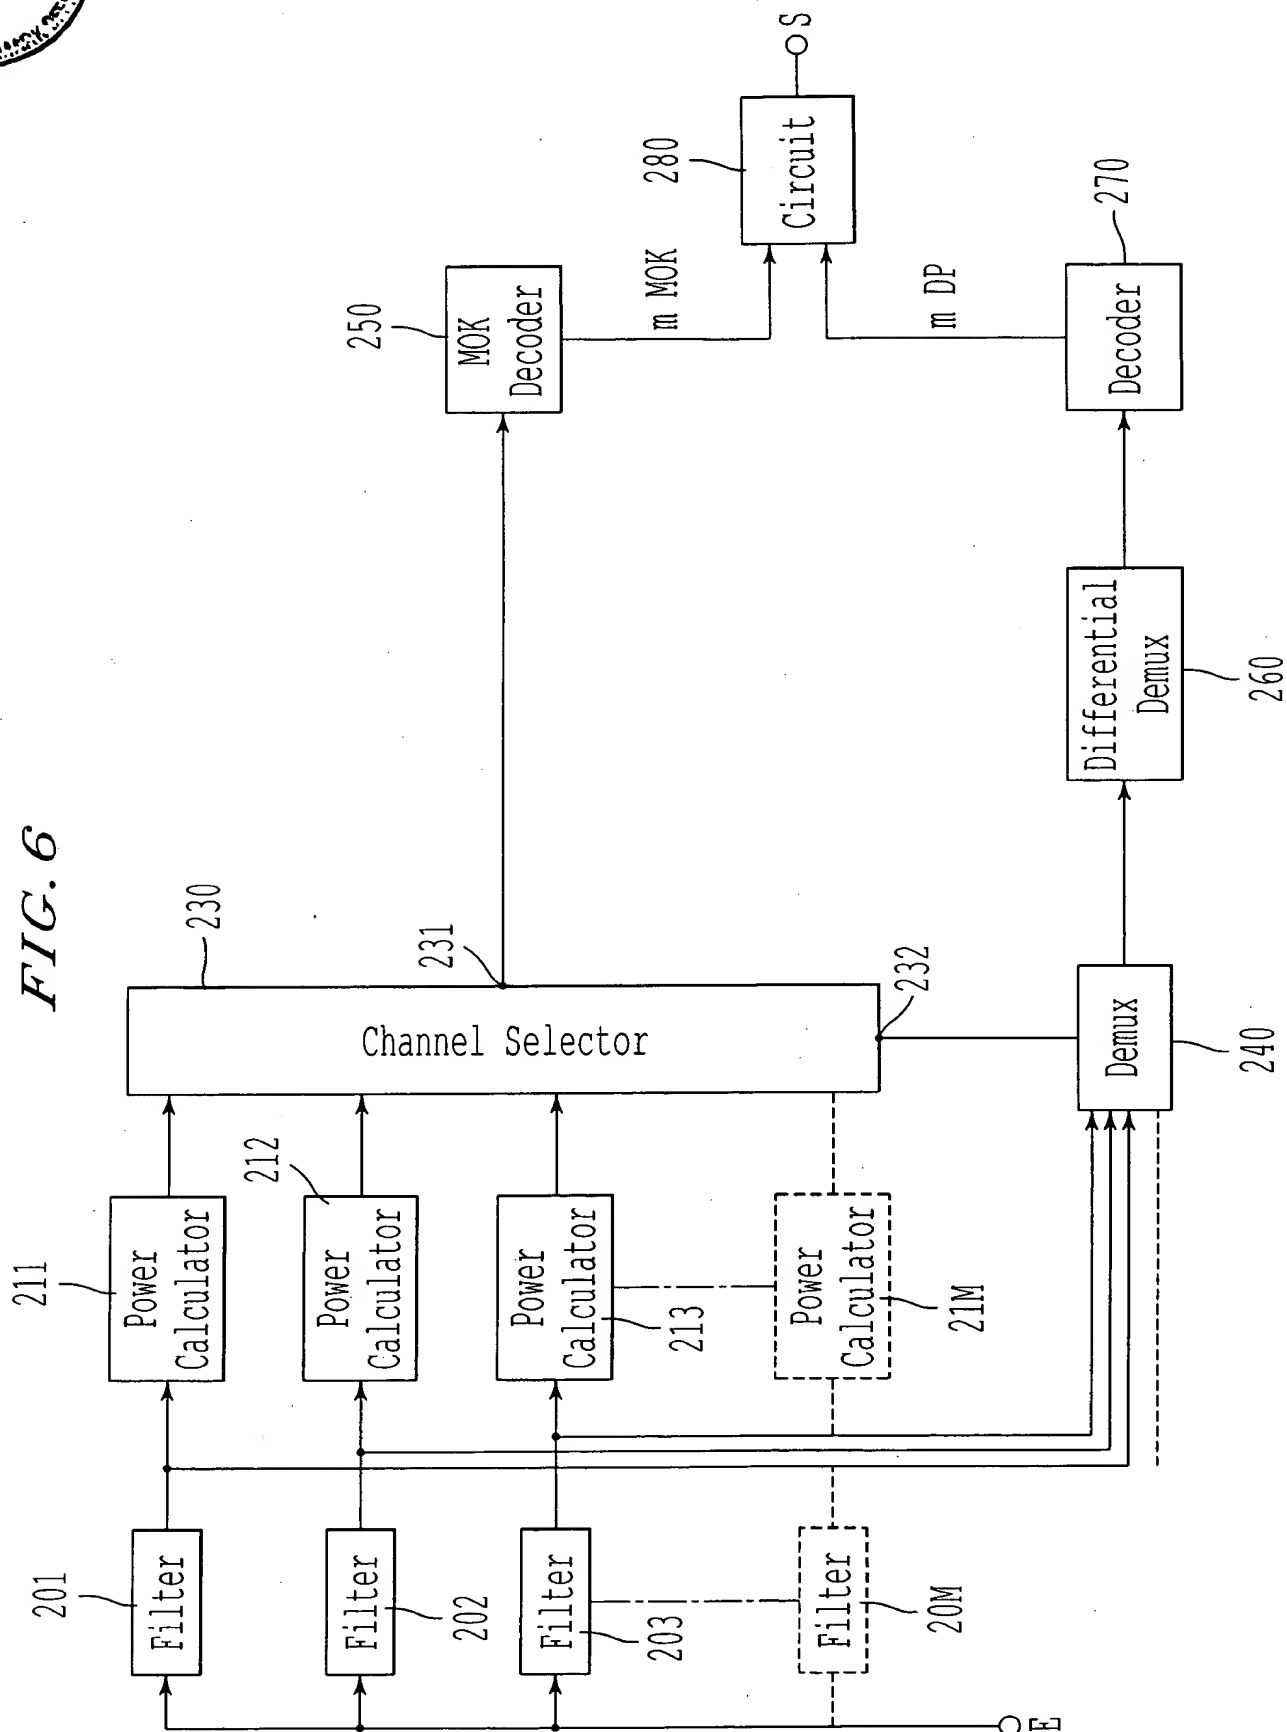 FIG. 6
201
Filter
211
Power
Calculator
230
Channel Selector
231
232
Filter
202
212
Power
Calculator
Filter
203
Power
Calculator
213
Filter
20M
Power
Calculator
21M
E
250
MOK
Decoder
m MOK
280
Circuit
S
m DP
Demux
240
Differential
Demux
260
Decoder
270